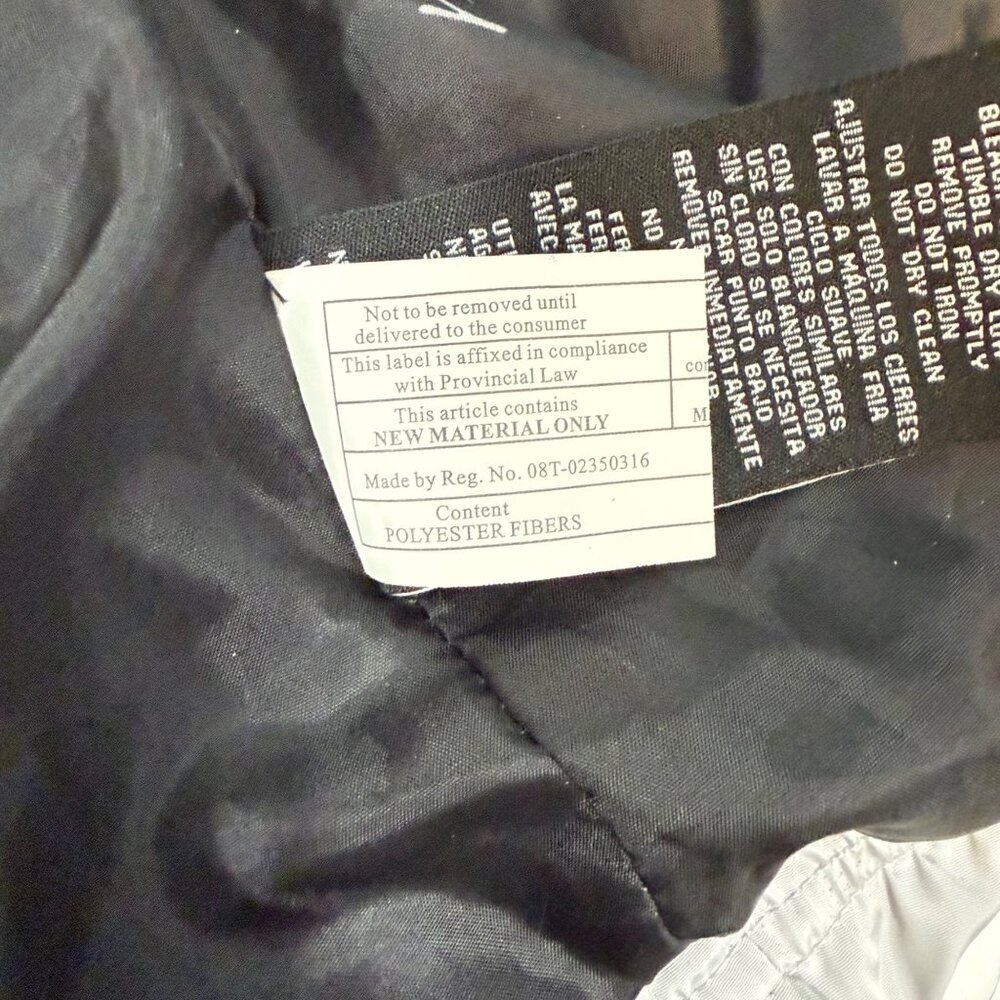 Not to be removed until
delivered to the consumer
This label is affixed in compliance
with Provincial Law
This article contains
NEW MATERIAL ONLY
Made by Reg. No. 08T-02350316
Content
POLYESTER FIBERS
TUMBLE DRY
REMOVE PROMPTLY
DO NOT IRON
DO NOT DRY CLEAN
AJUSTAR TODOS LOS CIERRES
LAVAR A MAQUINA FRIA
CICLO SUAVE
CON COLORES SIMILARES
USE SOLO BLANQUEADOR
SIN CLORO SI SE NECESITA
SECAR PUNTO BAJO
REMOVER INMEDIATAMENTE